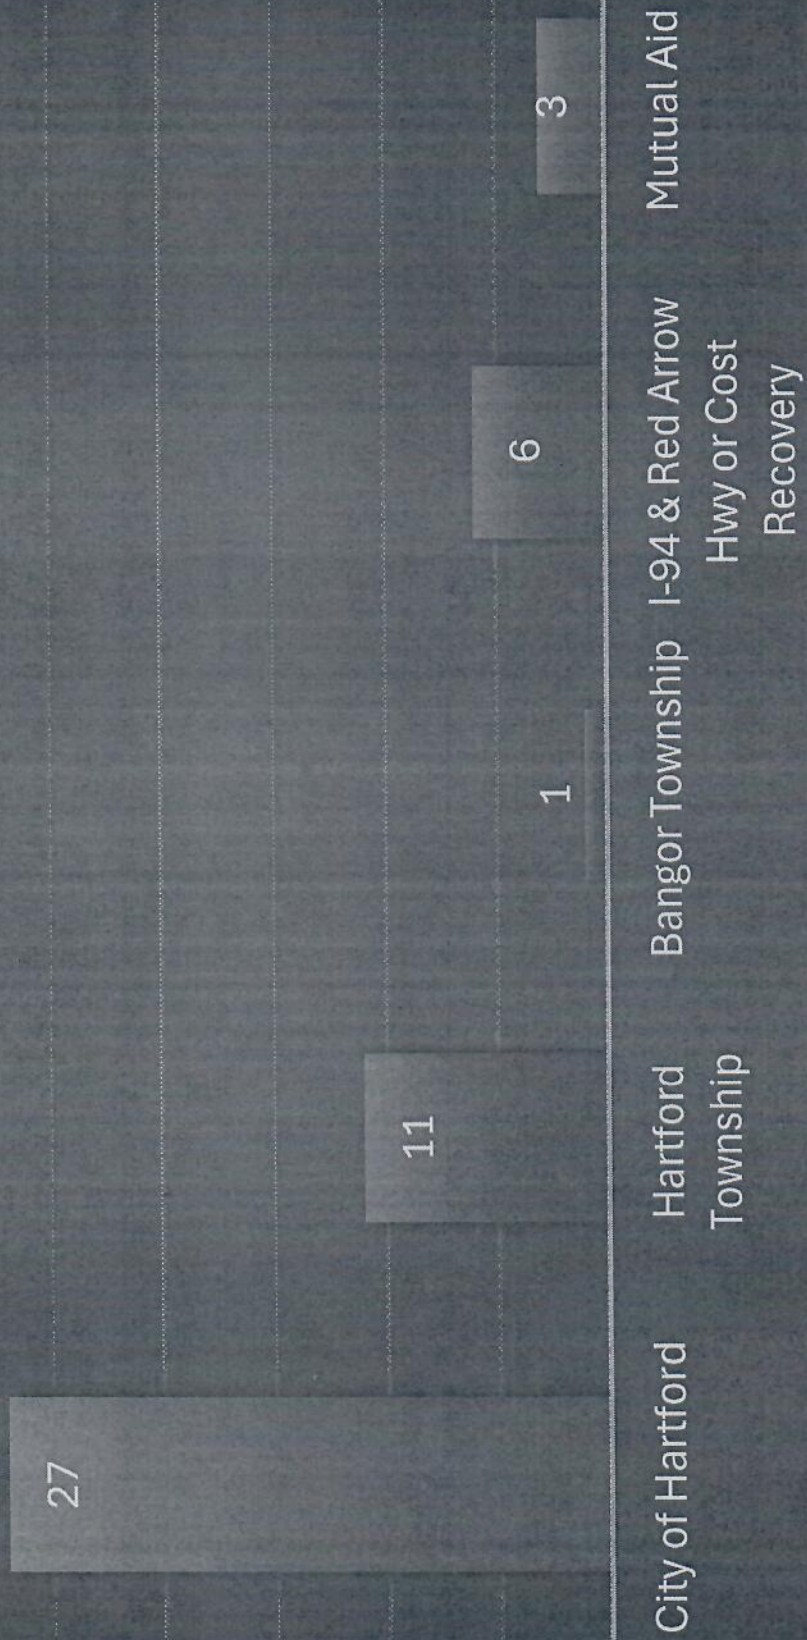 27
11
1
6
3
City of Hartford
Hartford
Township
Bangor Township
I-94 & Red Arrow
Hwy or Cost
Recovery
Mutual Aid